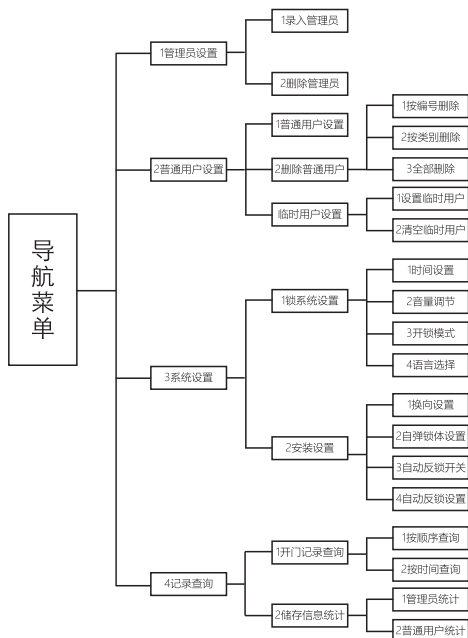 导航菜单
1管理员设置
1录入管理员
2删除管理员
2普通用户设置
1普通用户设置
2删除普通用户
1按编号删除
2按类别删除
3全部删除
临时用户设置
1设置临时用户
2清空临时用户
3系统设置
1锁系统设置
1时间设置
2音量调节
3开锁模式
4语言选择
2安装设置
1换向设置
2自弹锁体设置
3自动反锁开关
4自动反锁设置
4记录查询
1开门记录查询
1按顺序查询
2按时间查询
2储存信息统计
1管理员统计
2普通用户统计